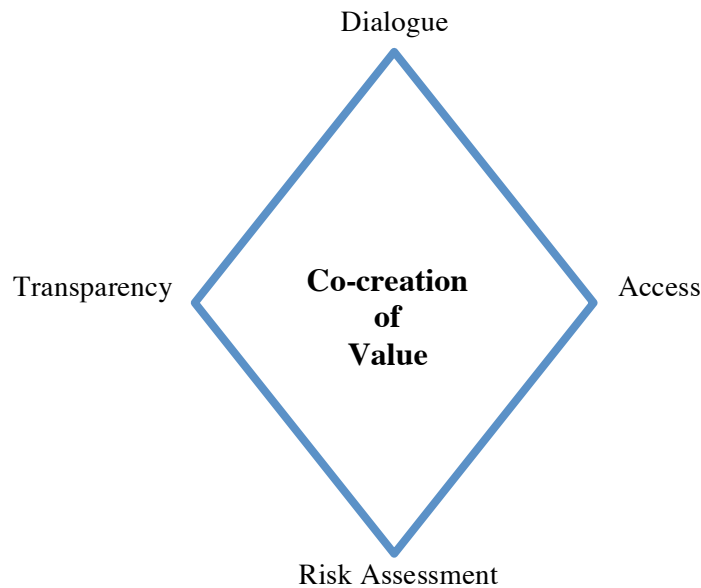 Dialogue
Transparency
Co-creation
of
Value
Access
Risk Assessment